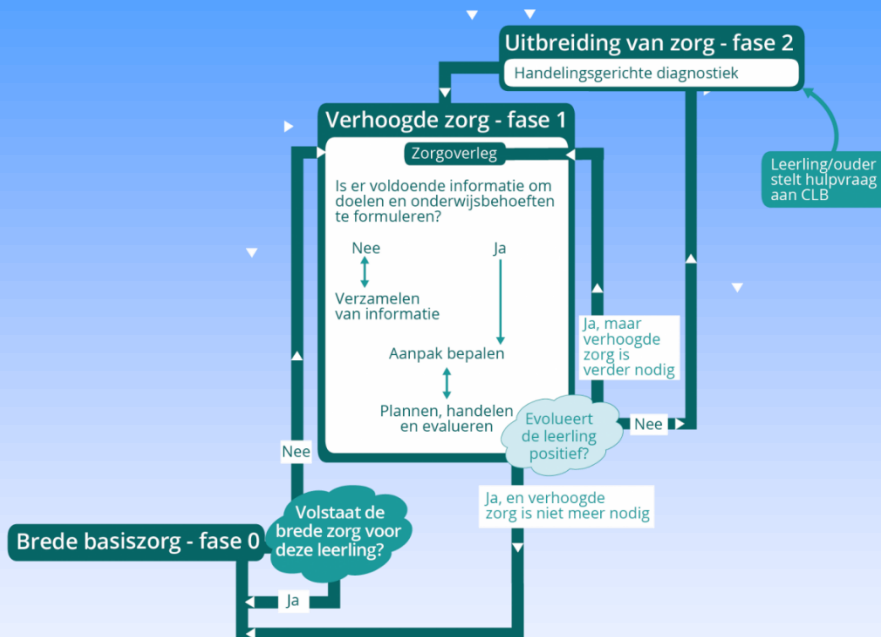 Uitbreiding van zorg - fase 2
Handelingsgerichte diagnostiek
Leerling/ouder
stelt hulpvraag
aan CLB
Verhoogde zorg - fase 1
Zorgoverleg
Is er voldoende informatie om
doelen en onderwijsbehoeften
te formuleren?
Nee
Ja
Verzamelen
van informatie
Aanpak bepalen
Plannen, handelen
en evalueren
Ja, maar
verhoogde
zorg is
verder nodig
Evolueert
de leerling
positief?
Nee
Ja, en verhoogde
zorg is niet meer nodig
Nee
Volstaat de
brede zorg voor
deze leerling?
Brede basiszorg - fase 0
Ja